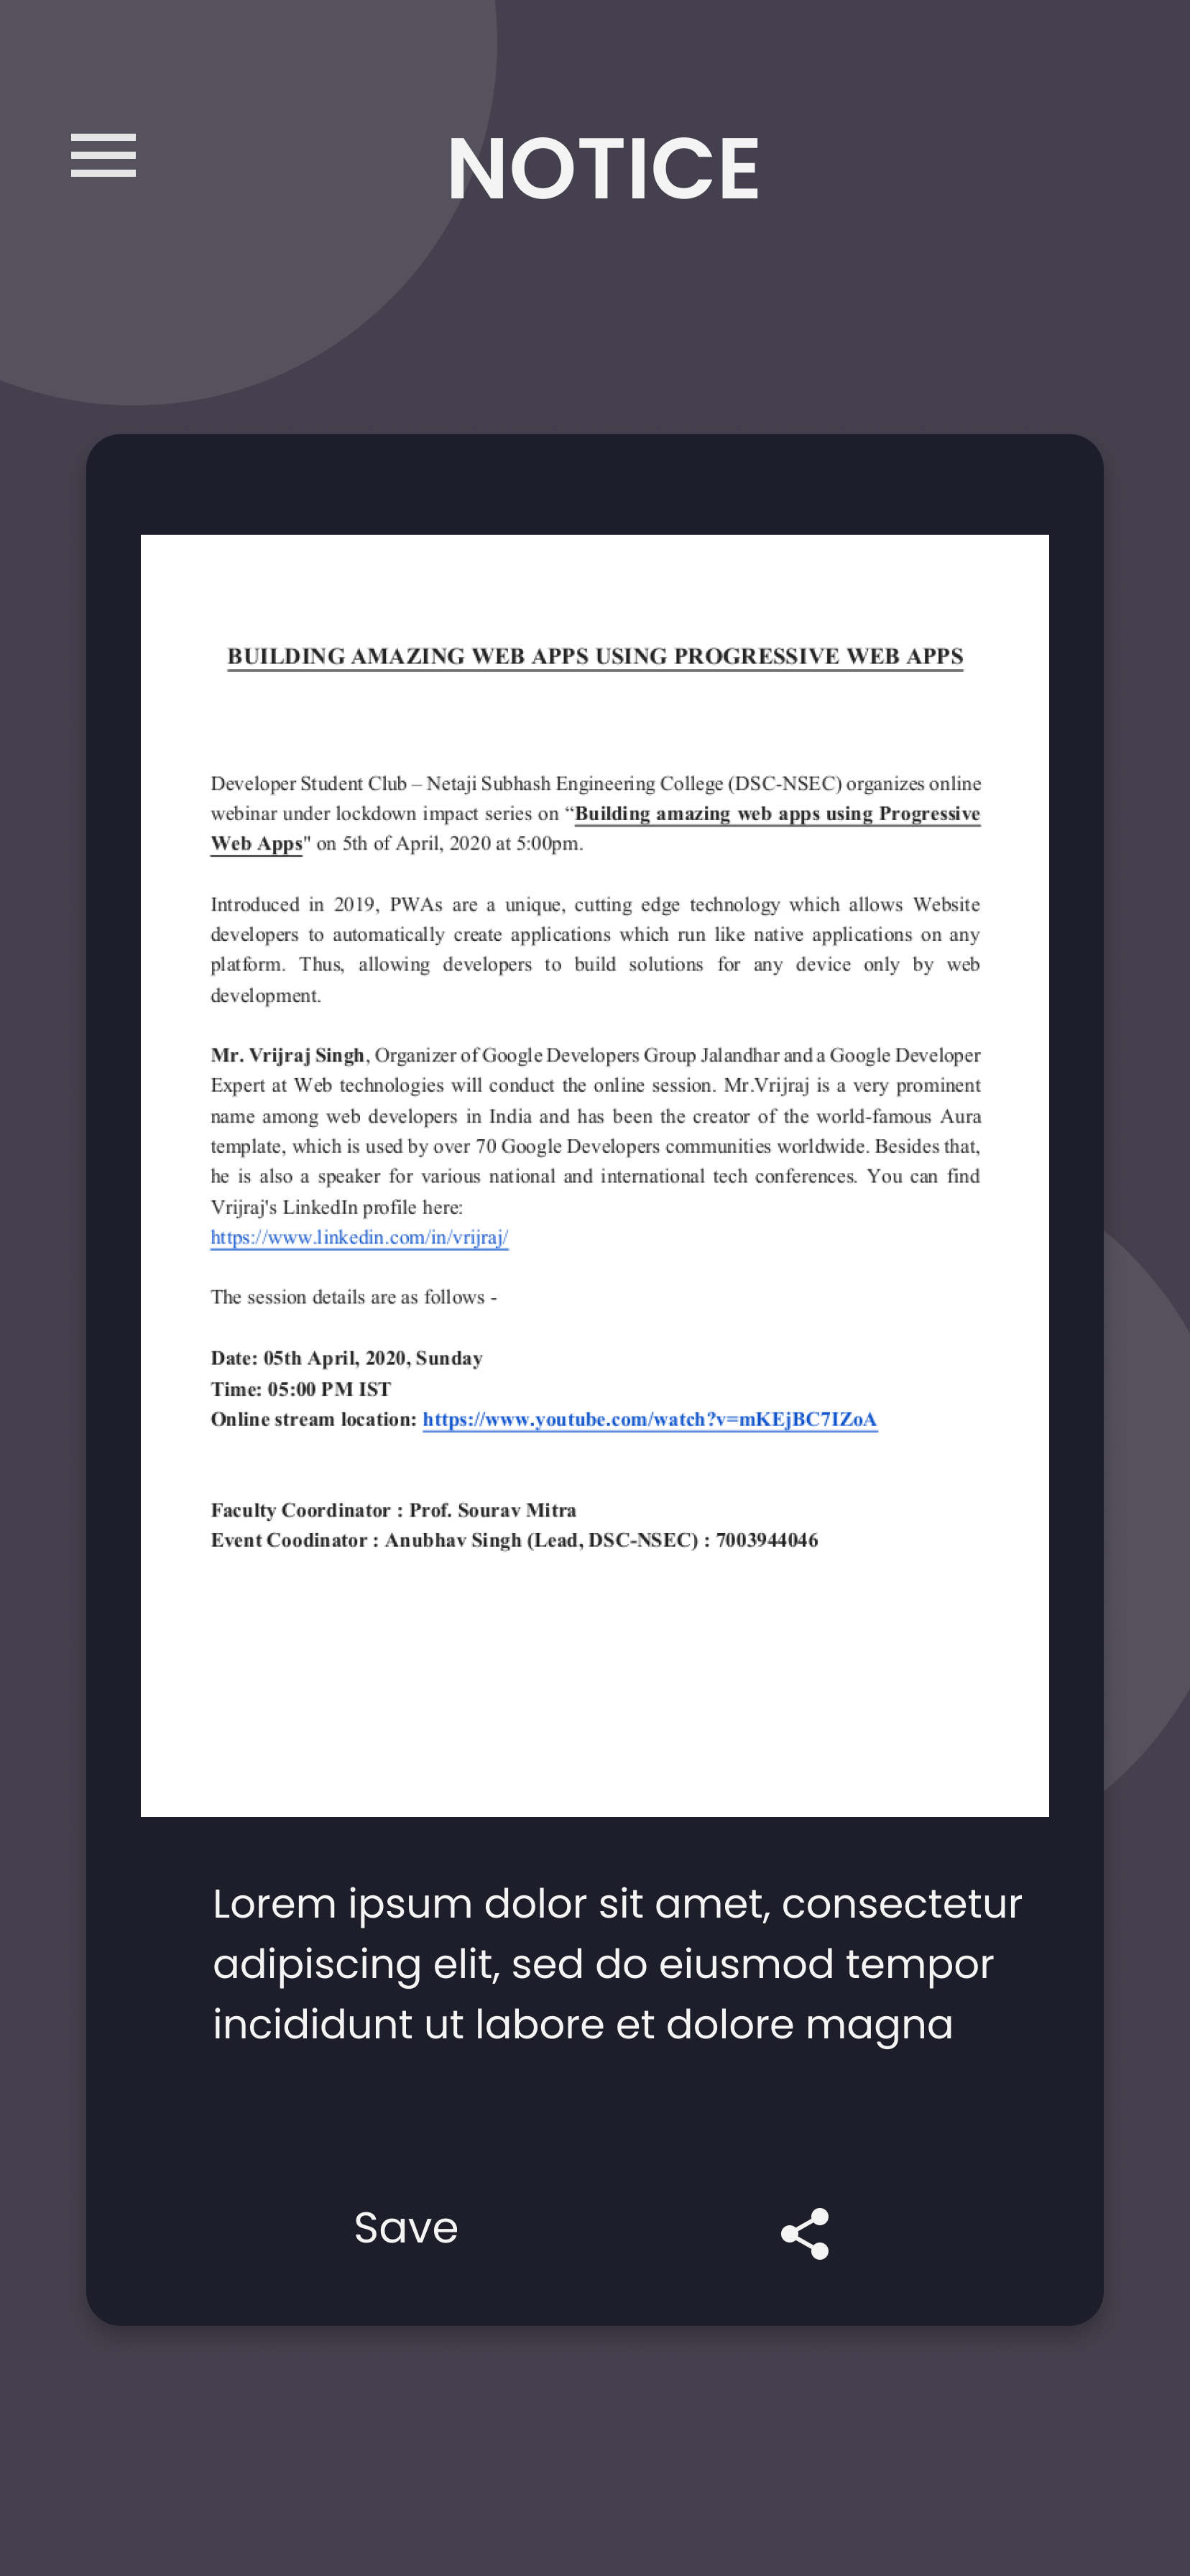 NOTICE
BUILDING AMAZING WEB APPS USING PROGRESSIVE WEB APPS
Developer Student Club – Netaji Subhash Engineering College (DSC-NSEC) organizes online
webinar under lockdown impact series on “Building amazing web apps using Progressive
Web Apps" on 5th of April, 2020 at 5:00pm.
Introduced in 2019, PWAs are a unique, cutting edge technology which allows Website
developers to automatically create applications which run like native applications on any
platform. Thus, allowing developers to build solutions for any device only by web
development.
Mr. Vrijraj Singh, Organizer of Google Developers Group Jalandhar and a Google Developer
Expert at Web technologies will conduct the online session. Mr.Vrijraj is a very prominent
name among web developers in India and has been the creator of the world-famous Aura
template, which is used by over 70 Google Developers communities worldwide. Besides that,
he is also a speaker for various national and international tech conferences. You can find
Vrijraj's LinkedIn profile here:
https://www.linkedin.com/in/vrijraj/
The session details are as follows -
Date: 05th April, 2020, Sunday
Time: 05:00 PM IST
Online stream location: https://www.youtube.com/watch?v=mKEjBC7IZoA
Faculty Coordinator : Prof. Sourav Mitra
Event Coodinator : Anubhav Singh (Lead, DSC-NSEC) : 7003944046
Lorem ipsum dolor sit amet, consectetur
adipiscing elit, sed do eiusmod tempor
incididunt ut labore et dolore magna
Save